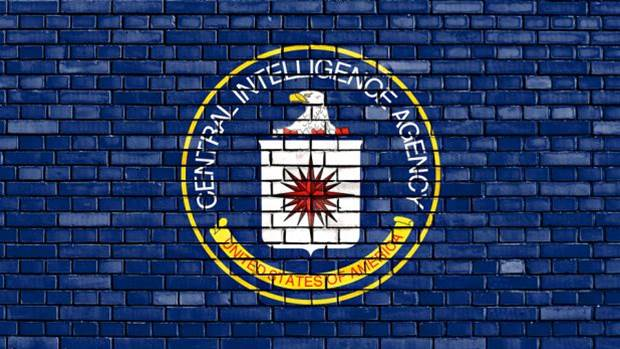 CENTRAL INTELLIGENCE AGENCY
UNITED STATES OF AMERICA